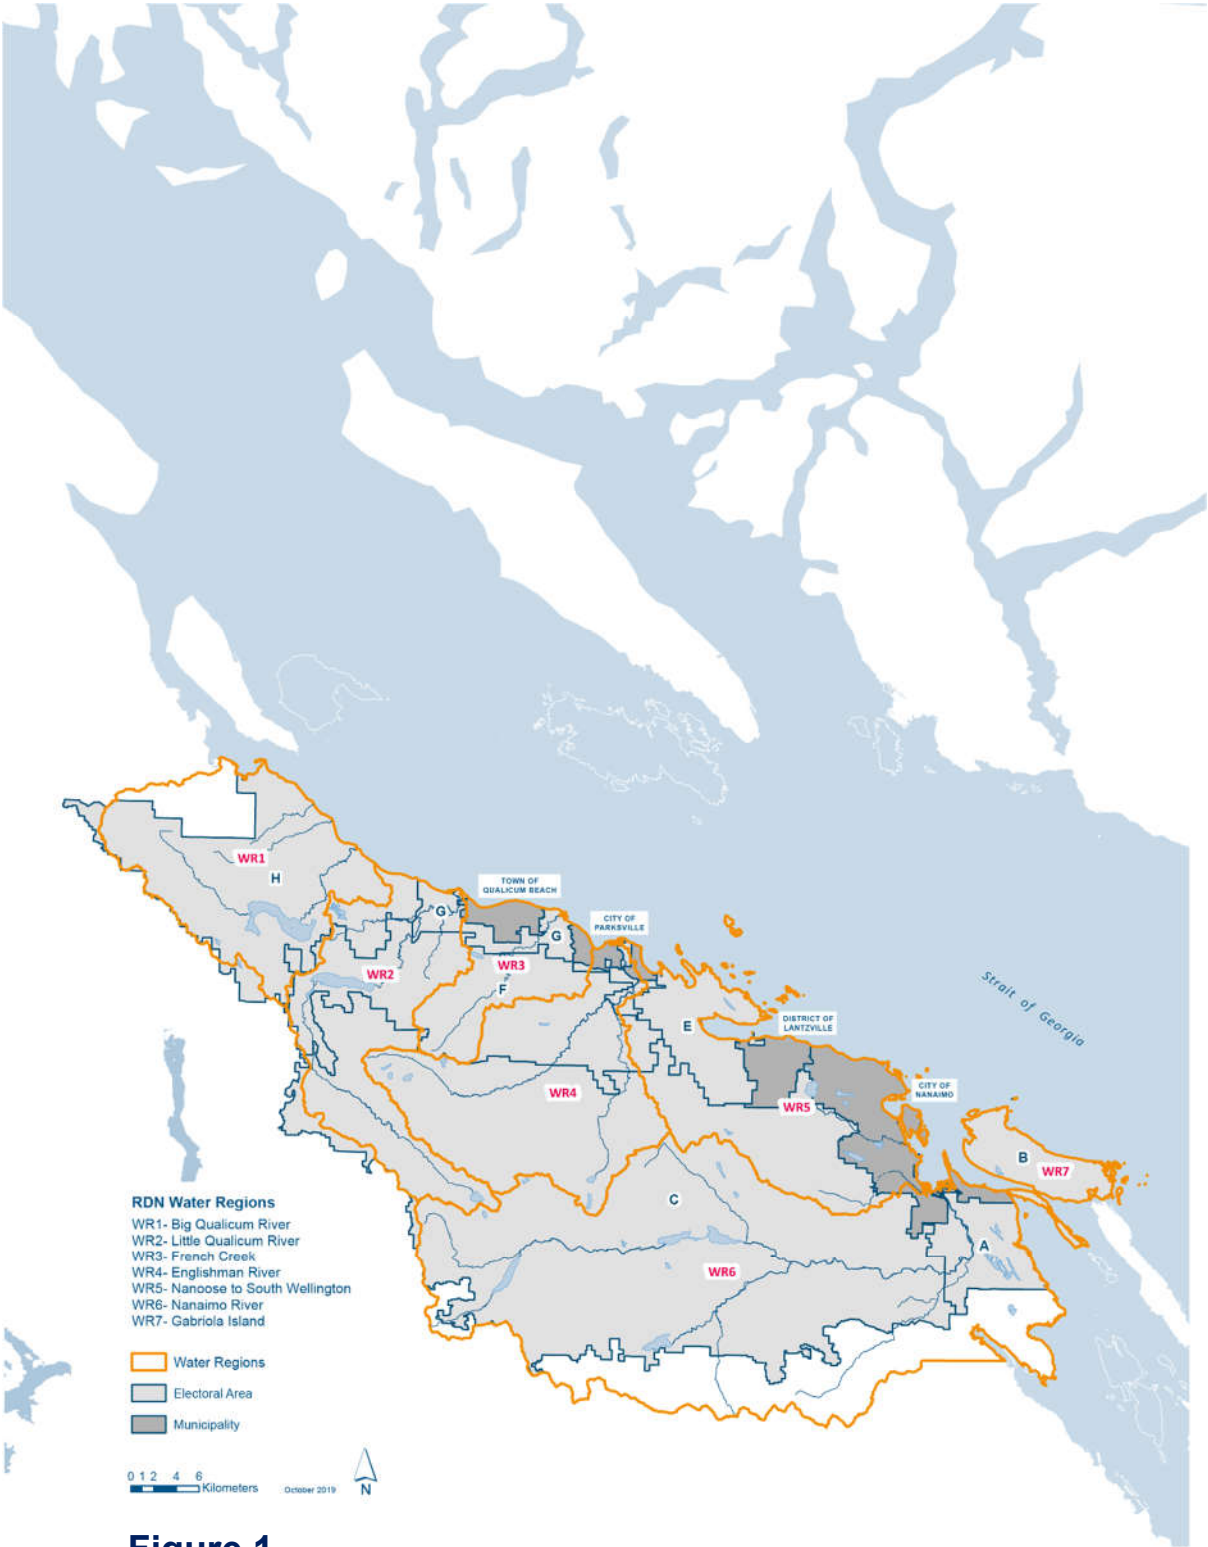 WR1
H
TOWN OF
QUALICUM BEACH
G
CITY OF
PARKSVILLE
G
WR2
WR3
F
Strait of Georgia
E
DISTRICT OF
LANTZVILLE
WR4
WR5
CITY OF
NANAIMO
B
WR7
C
A
WR6
RDN Water Regions
WR1- Big Qualicum River
WR2- Little Qualicum River
WR3- French Creek
WR4- Englishman River
WR5- Nanoose to South Wellington
WR6- Nanaimo River
WR7- Gabriola Island
Water Regions
Electoral Area
Municipality
0 1 2 4 6
Kilometers
October 2019
N
Figure 1